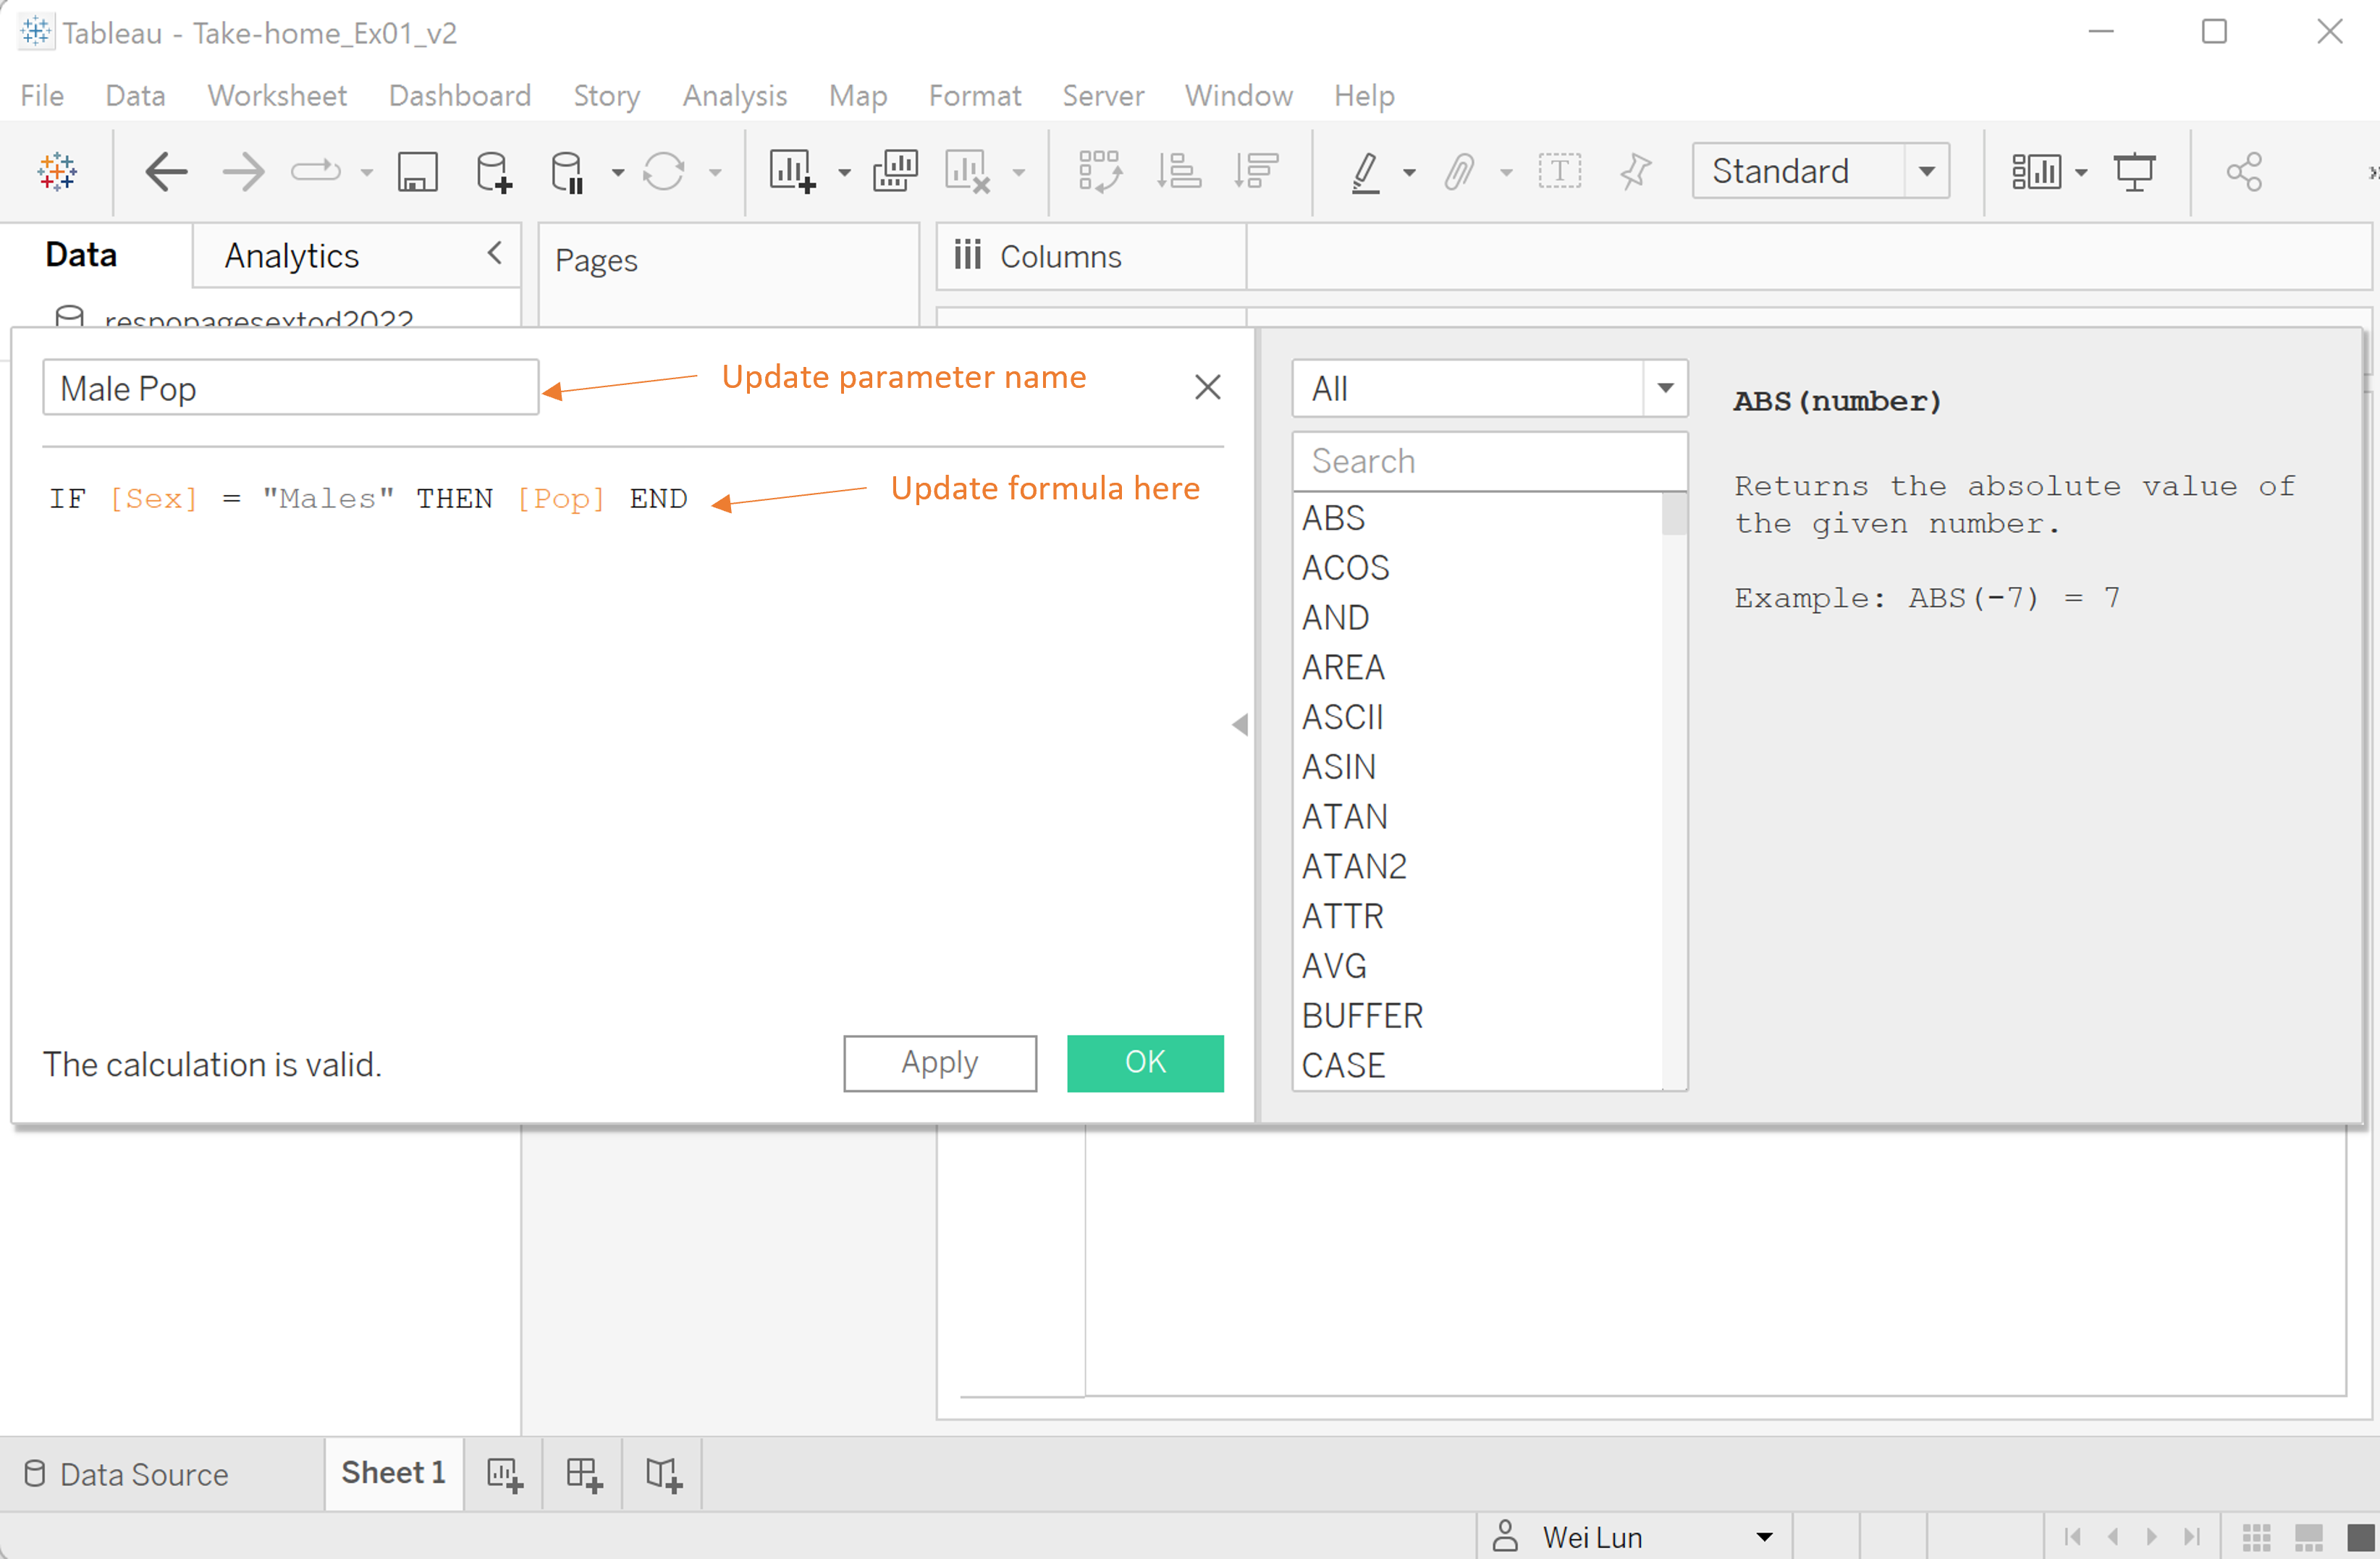 Tableau - Take-home_Ex01_v2
File Data Worksheet Dashboard Story Analysis Map Format Server Window Help
Standard
Data Analytics Pages Columns
respopagesextod2022
Male Pop
Update parameter name
IF [Sex] = "Males" THEN [Pop] END
Update formula here
The calculation is valid.
Apply OK
All
Search
ABS
ACOS
AND
AREA
ASCII
ASIN
ATAN
ATAN2
ATTR
AVG
BUFFER
CASE
ABS(number)
Returns the absolute value of
the given number.
Example: ABS(-7) = 7
Data Source Sheet 1
Wei Lun